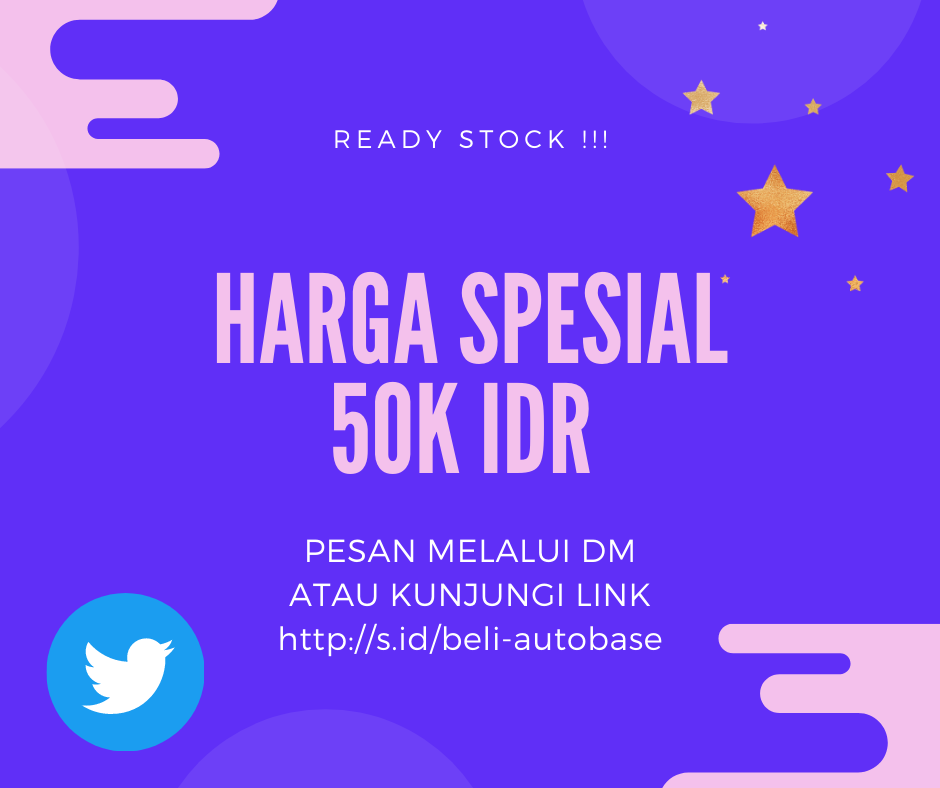 READY STOCK !!!
HARGA SPESIAL
50K IDR
PESAN MELALUI DM
ATAU KUNJUNGI LINK
http://s.id/beli-autobase